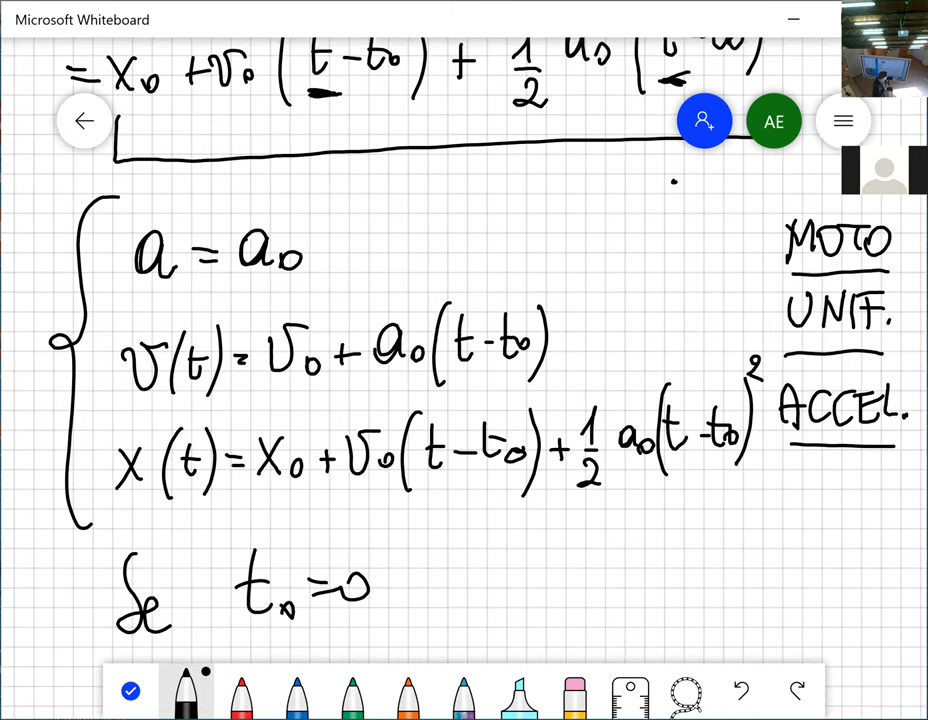 Microsoft Whiteboard
= x₀ + v₀ (t - t₀) + 1/2 a₀ (t - t₀)
AE
a = a₀
v(t) = v₀ + a₀(t - t₀)
x(t) = x₀ + v₀(t - t₀) + 1/2 a₀(t - t₀)²
MOTO
UNIF.
ACCEL.
Se t₀ = 0